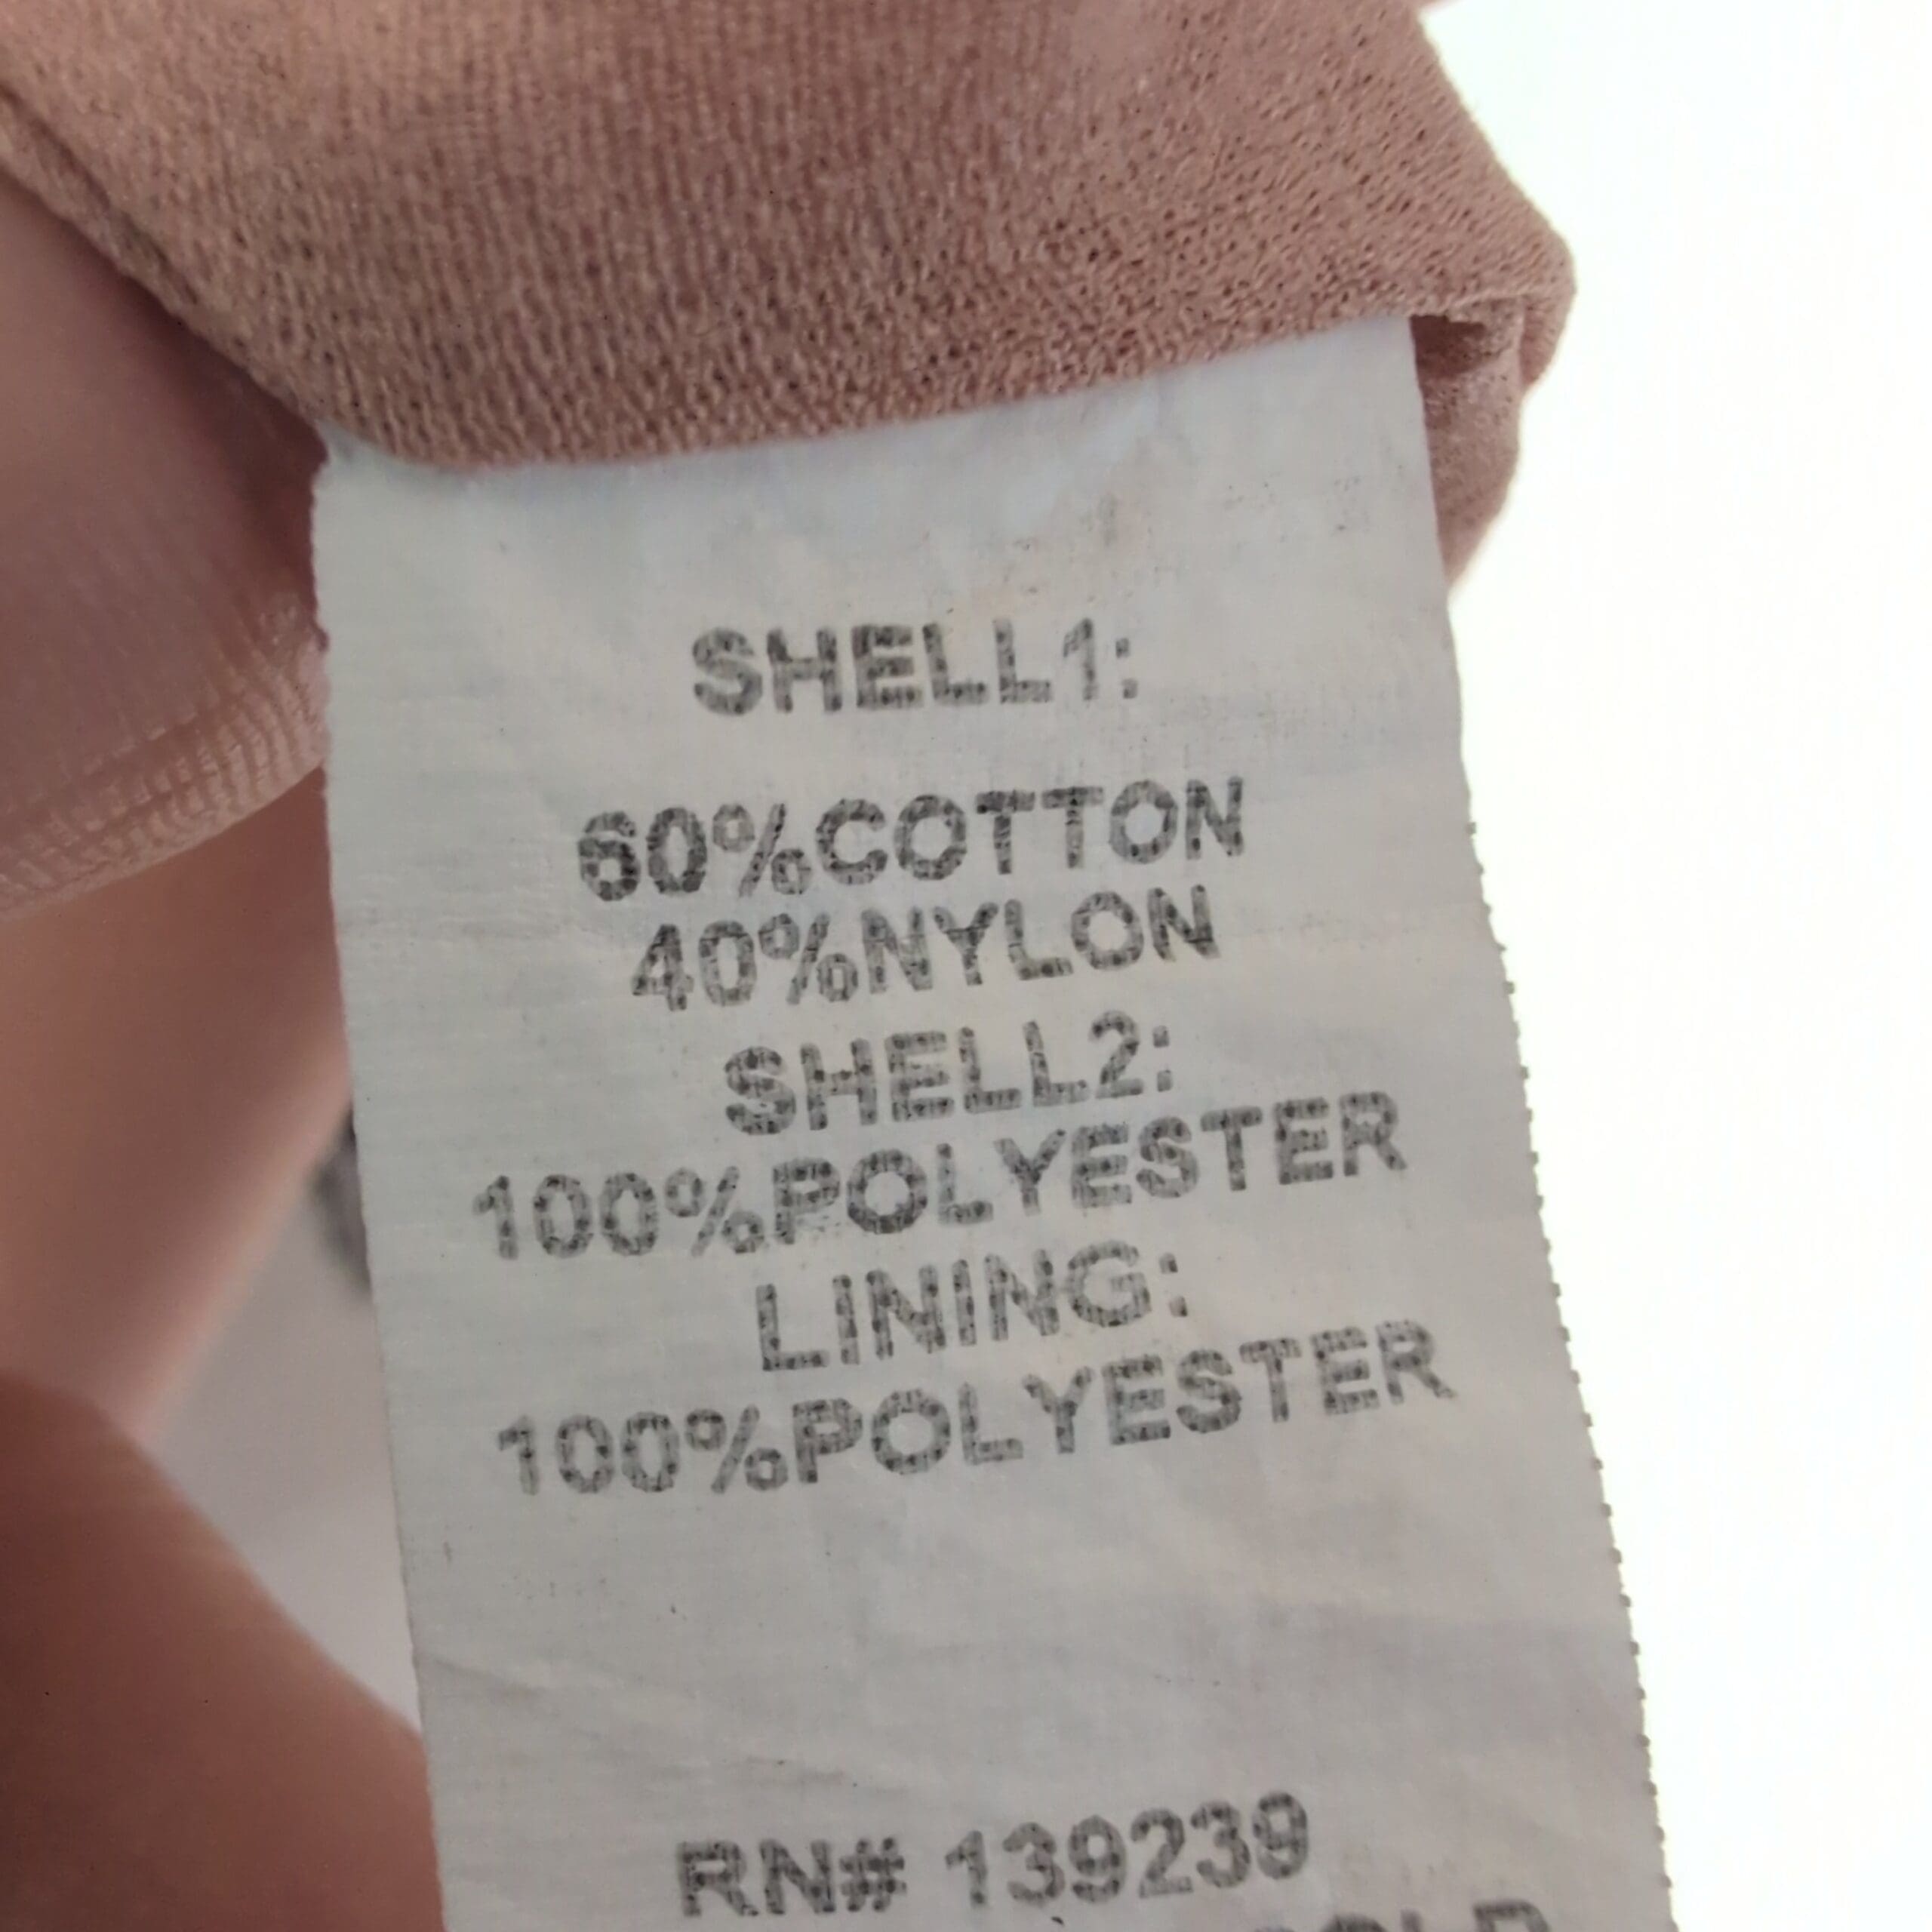 SHELL1:
60%COTTON
40%NYLON
SHELL2:
100%POLYESTER
LINING:
100%POLYESTER
RN# 139239